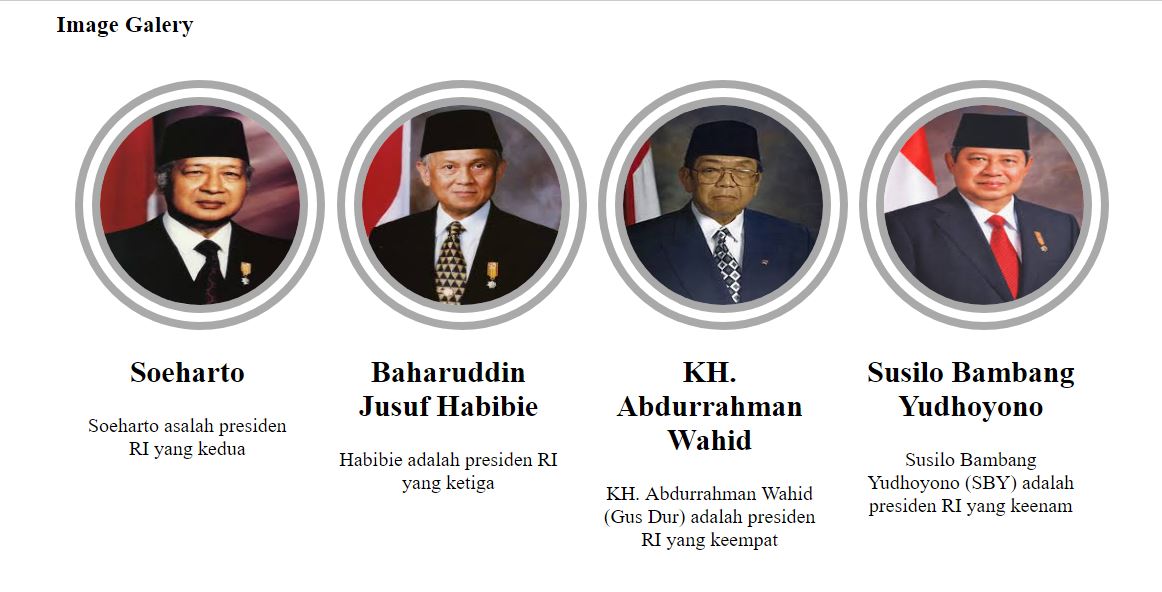 Image Galery
Soeharto
Soeharto asalah presiden
RI yang kedua
Baharuddin
Jusuf Habibie
Habibie adalah presiden RI
yang ketiga
KH.
Abdurrahman
Wahid
KH. Abdurrahman Wahid
(Gus Dur) adalah presiden
RI yang keempat
Susilo Bambang
Yudhoyono
Susilo Bambang
Yudhoyono (SBY) adalah
presiden RI yang keenam